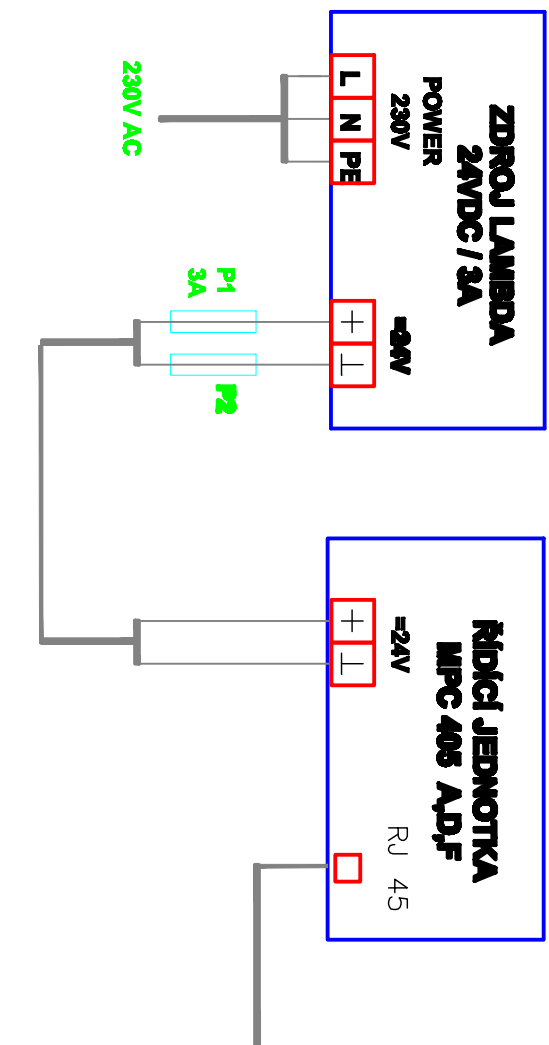 ZDROJ LAMBDA
24VDC / 3A
POWER
230V
L
N
PE
230V AC
=24V
+
⊥
P1
3A
P2
ŘÍDÍCÍ JEDNOTKA
MPC 405 A,D,F
=24V
+
⊥
RJ 45